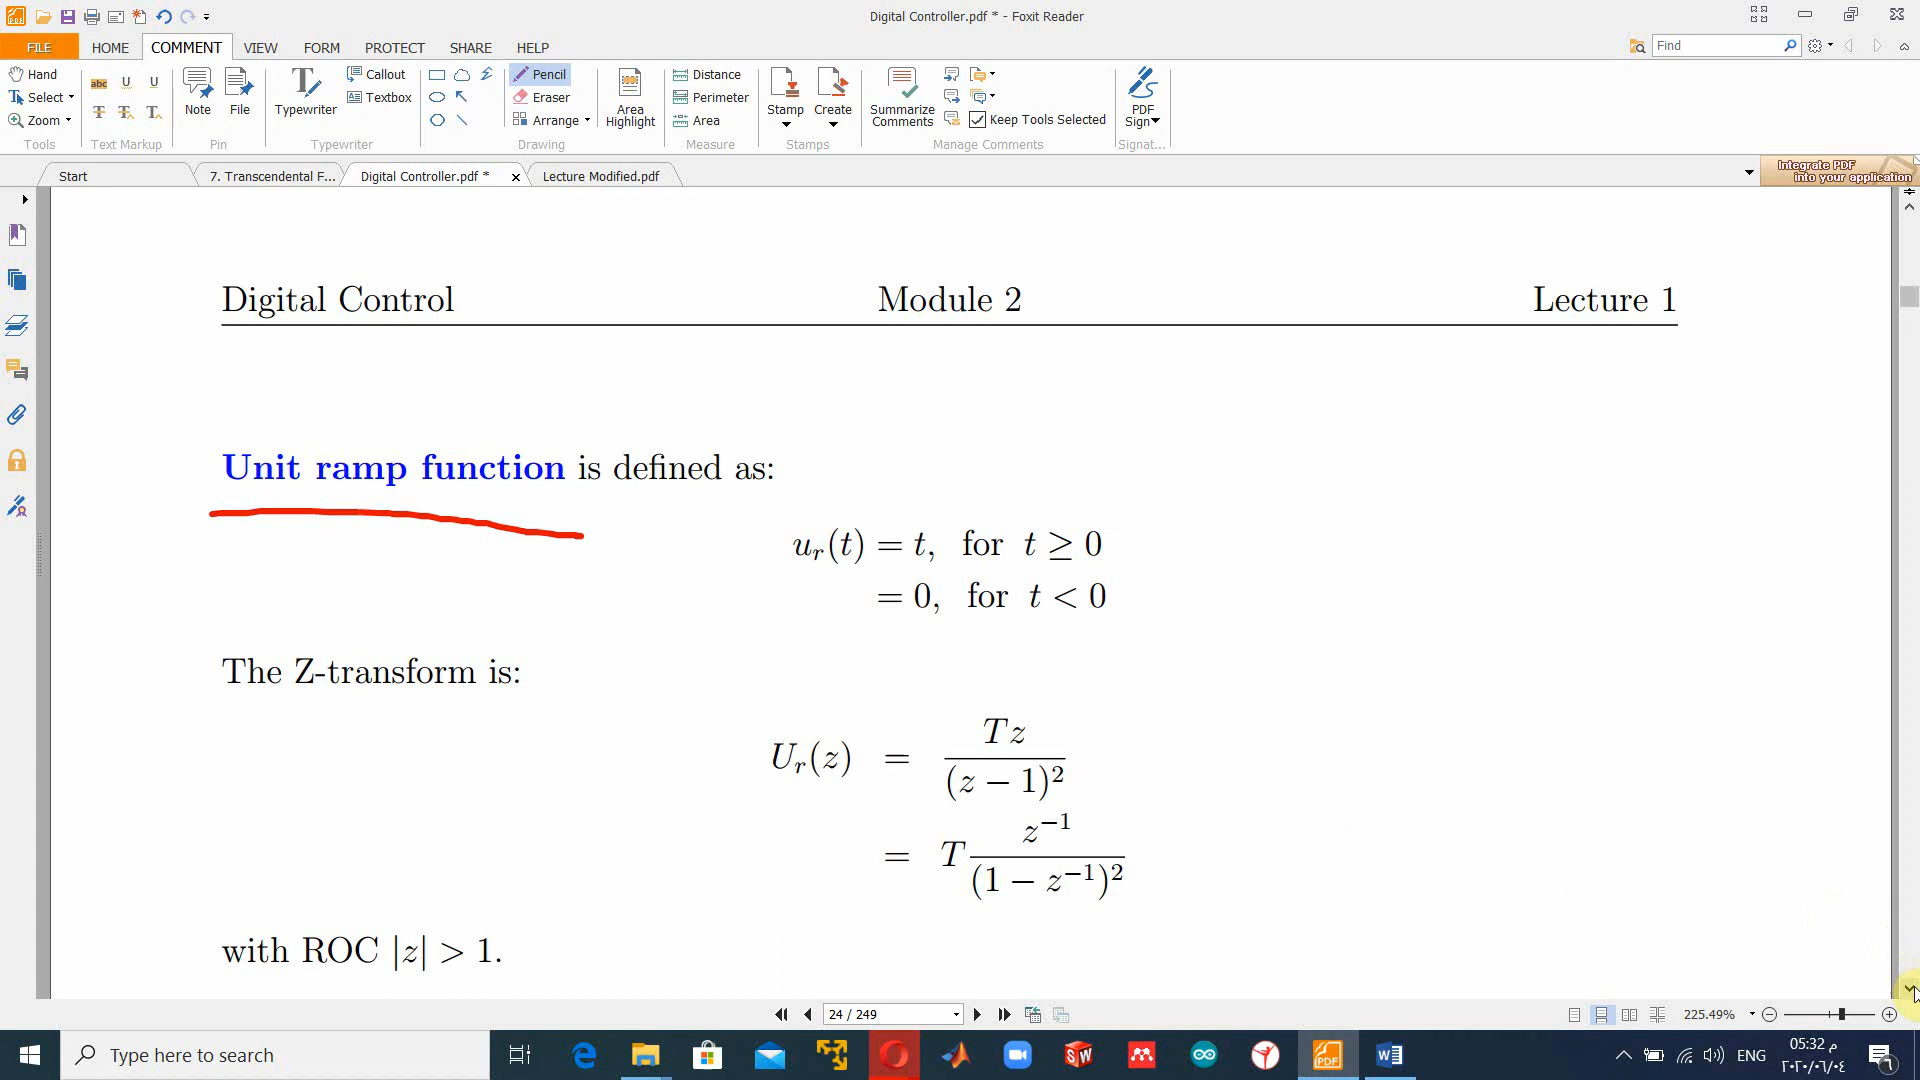 Digital Controller.pdf * - Foxit Reader
FILE HOME COMMENT VIEW FORM PROTECT SHARE HELP
Find
Hand
Select
Zoom
Tools
abc U U
T T T
Text Markup
Note File
Pin
Typewriter
Callout
Textbox
Typewriter
Pencil
Eraser
Arrange
Drawing
Area Highlight
Distance
Perimeter
Area
Measure
Stamp Create
Stamps
Summarize Comments
Keep Tools Selected
Manage Comments
PDF Sign
Signat...
Start 7. Transcendental F... Digital Controller.pdf * Lecture Modified.pdf
Integrate PDF
into your application
Digital Control Module 2 Lecture 1
Unit ramp function is defined as:
u_r(t) = t, for t ≥ 0
= 0, for t < 0
The Z-transform is:
U_r(z) = Tz / (z − 1)²
= T z⁻¹ / (1 − z⁻¹)²
with ROC |z| > 1.
24 / 249
225.49%
Type here to search
ENG
05:32 م
٢٠٢٠/٠٦/٠٤